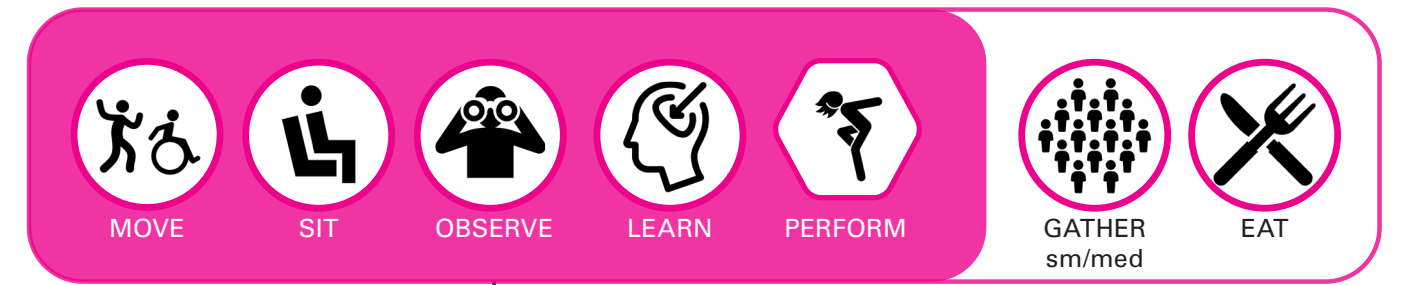 MOVE
SIT
OBSERVE
LEARN
PERFORM
GATHER
sm/med
EAT